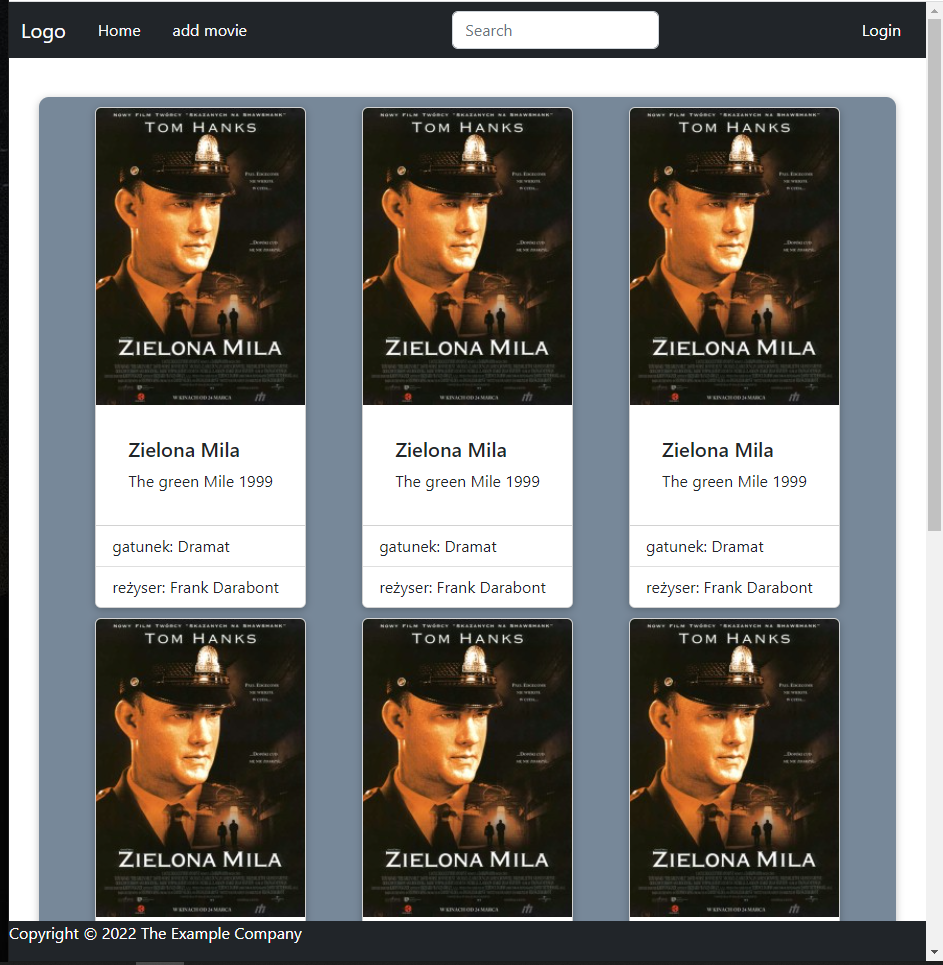 Logo Home add movie Search Login
NOWY FILM TWÓRCY "SKAZANYCH NA SHAWSHANK"
TOM HANKS
ZIELONA MILA
W KINACH OD 24 MARCA
NOWY FILM TWÓRCY "SKAZANYCH NA SHAWSHANK"
TOM HANKS
ZIELONA MILA
W KINACH OD 24 MARCA
NOWY FILM TWÓRCY "SKAZANYCH NA SHAWSHANK"
TOM HANKS
ZIELONA MILA
W KINACH OD 24 MARCA
Zielona Mila
The green Mile 1999
gatunek: Dramat
reżyser: Frank Darabont
Zielona Mila
The green Mile 1999
gatunek: Dramat
reżyser: Frank Darabont
Zielona Mila
The green Mile 1999
gatunek: Dramat
reżyser: Frank Darabont
NOWY FILM TWÓRCY "SKAZANYCH NA SHAWSHANK"
TOM HANKS
ZIELONA MILA
W KINACH OD 24 MARCA
NOWY FILM TWÓRCY "SKAZANYCH NA SHAWSHANK"
TOM HANKS
ZIELONA MILA
W KINACH OD 24 MARCA
NOWY FILM TWÓRCY "SKAZANYCH NA SHAWSHANK"
TOM HANKS
ZIELONA MILA
W KINACH OD 24 MARCA
Copyright © 2022 The Example Company